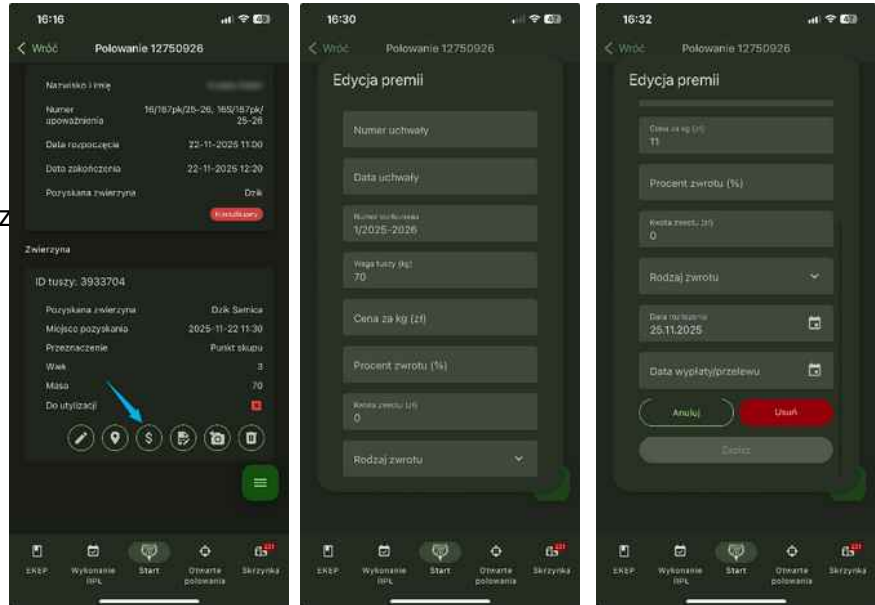 Z
16:16
Wróć
Polowanie 12750926
Nazwisko i imię
Numer upoważnienia
16/167pk/25-26, 165/167pk/
25-26
Data rozpoczęcia
22-11-2025 11:00
Data zakończenia
22-11-2025 12:20
Pozyskana zwierzyna
Dzik
Zwierzyna
ID tuszy: 3933704
Pozyskana zwierzyna
Dzik Samica
Miejsce pozyskania
2025-11-22 11:30
Przeznaczenie
Punkt skupu
Wiek
3
Masa
70
Do utylizacji
EKEP
Wykonanie
RPŁ
Start
Otwarte
polowania
Skrzynka
16:30
Wróć
Polowanie 12750926
Edycja premii
Numer uchwały
Data uchwały
1/2025-2026
Waga tuszy (kg)
70
Cena za kg (zł)
Procent zwrotu (%)
Kwota zwrotu (zł)
0
Rodzaj zwrotu
EKEP
Wykonanie
RPŁ
Start
Otwarte
polowania
Skrzynka
16:32
Wróć
Polowanie 12750926
Edycja premii
Cena za kg (zł)
11
Procent zwrotu (%)
Kwota zwrotu (zł)
0
Rodzaj zwrotu
25.11.2025
Data wypłaty/przelewu
Anuluj
Usuń
Zapisz
EKEP
Wykonanie
RPŁ
Start
Otwarte
polowania
Skrzynka